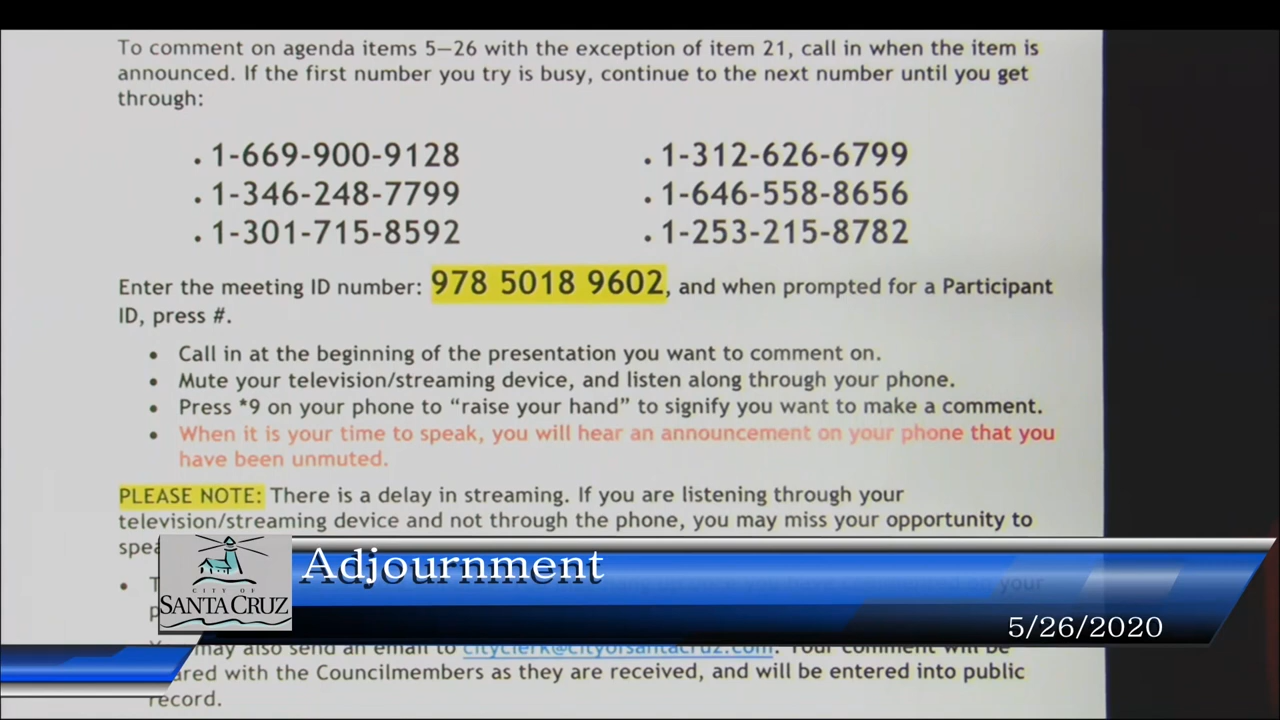 To comment on agenda items 5—26 with the exception of item 21, call in when the item is
announced. If the first number you try is busy, continue to the next number until you get
through:
• 1-669-900-9128
• 1-312-626-6799
• 1-346-248-7799
• 1-646-558-8656
• 1-301-715-8592
• 1-253-215-8782
Enter the meeting ID number: 978 5018 9602, and when prompted for a Participant
ID, press #.
• Call in at the beginning of the presentation you want to comment on.
• Mute your television/streaming device, and listen along through your phone.
• Press *9 on your phone to “raise your hand” to signify you want to make a comment.
• When it is your time to speak, you will hear an announcement on your phone that you
have been unmuted.
PLEASE NOTE: There is a delay in streaming. If you are listening through your
television/streaming device and not through the phone, you may miss your opportunity to
Adjournment
CITY OF
SANTA CRUZ
your
5/26/2020
may also send an email to cityclerk@cityofsantacruz.com. Your comment will be
ared with the Councilmembers as they are received, and will be entered into public
record.